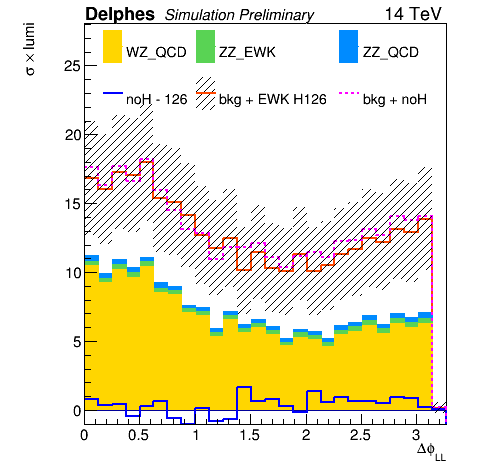 Delphes Simulation Preliminary 14 TeV
σ × lumi
WZ_QCD ZZ_EWK ZZ_QCD
noH - 126 bkg + EWK H126 bkg + noH
25
20
15
10
5
0
0 0.5 1 1.5 2 2.5 3
Δϕ_LL